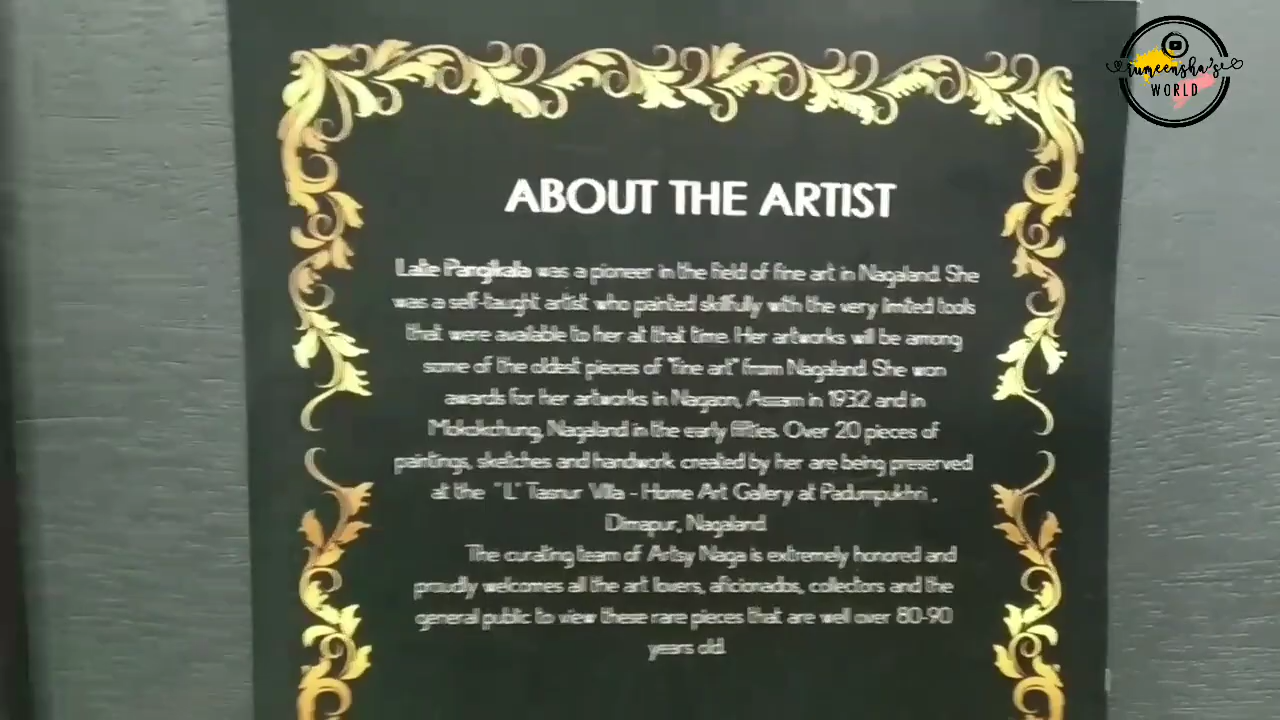 rumeensha's
WORLD
ABOUT THE ARTIST
Late Pangikala was a pioneer in the field of fine art in Nagaland. She
was a self-taught artist who painted skillfully with the very limited tools
that were available to her at that time. Her artworks will be among
some of the oldest pieces of "fine art" from Nagaland. She won
awards for her artworks in Nagaon, Assam in 1932 and in
Mokokchung, Nagaland in the early fifties. Over 20 pieces of
paintings, sketches and handwork created by her are being preserved
at the "L" Tasnur Villa - Home Art Gallery at Padumpukhri,
Dimapur, Nagaland.
The curating team of Artsy Naga is extremely honored and
proudly welcomes all the art lovers, aficionados, collectors and the
general public to view these rare pieces that are well over 80-90
years old.